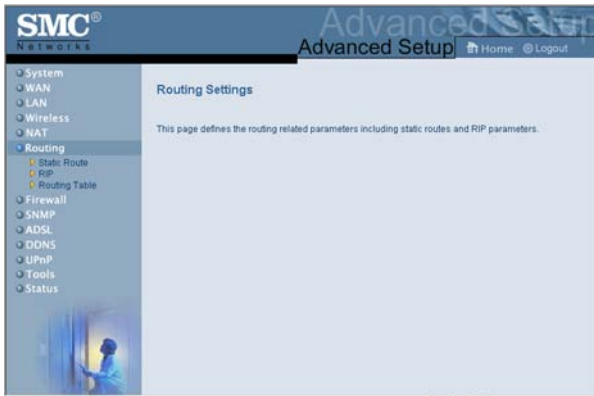 SMC®
Networks
Advanced Setup
Advanced Setup
Home
Logout
System
WAN
LAN
Wireless
NAT
Routing
Static Route
RIP
Routing Table
Firewall
SNMP
ADSL
DDNS
UPnP
Tools
Status
Routing Settings
This page defines the routing related parameters including static routes and RIP parameters.